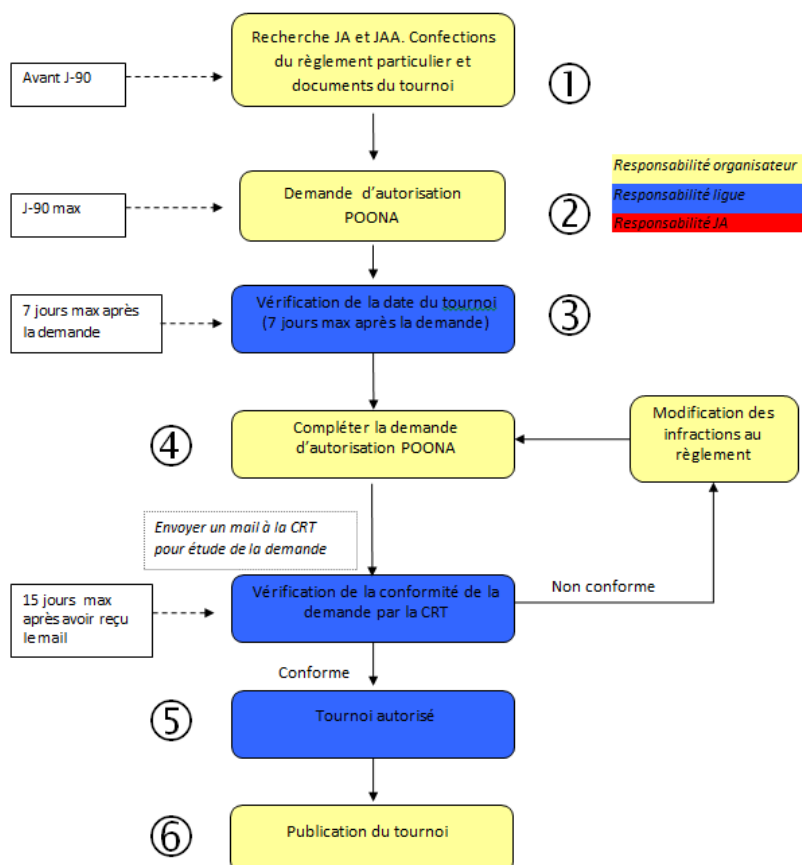 Recherche JA et JAA. Confections
du règlement particulier et
documents du tournoi
Avant J-90
①
Responsabilité organisateur
Responsabilité ligue
Responsabilité JA
Demande d'autorisation
POONA
J-90 max
②
7 jours max après
la demande
Vérification de la date du tournoi
(7 jours max après la demande)
③
④
Compléter la demande
d'autorisation POONA
Modification des
infractions au
règlement
Envoyer un mail à la CRT
pour étude de la demande
15 jours max
après avoir reçu
le mail
Vérification de la conformité de la
demande par la CRT
Non conforme
Conforme
⑤
Tournoi autorisé
⑥
Publication du tournoi